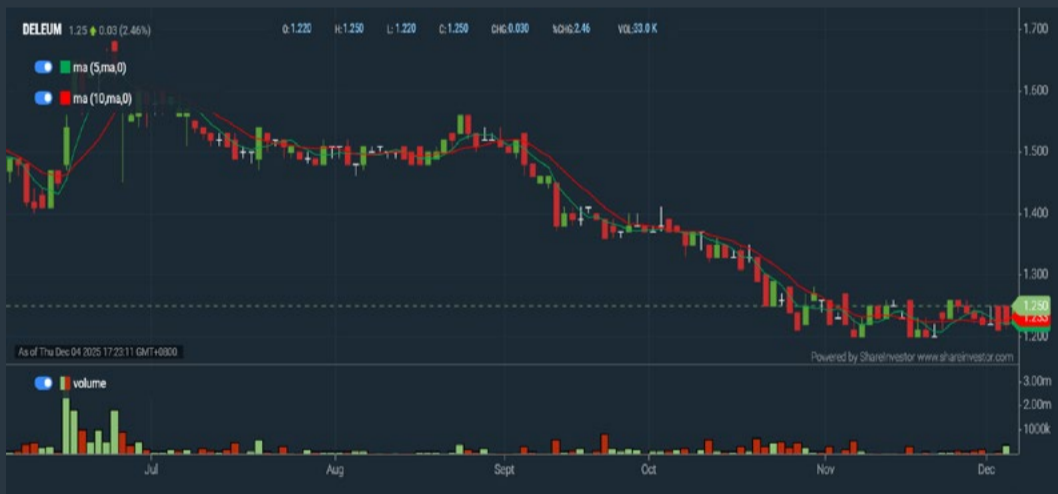 DELEUM 1.25 0.03 (2.46%) O:1.220 H:1.250 L: 1.220 C:1.250 CHG:0.030 %CHG:2.46 VOL:33.0 K
ma (5,ma,0)
ma (10,ma,0)
1.700
1.600
1.500
1.400
1.300
1.250
1.200
As of Thu Dec 04 2025 17:23:11 GMT+0800
Powered by ShareInvestor www.shareinvestor.com
volume
3.00m
2.00m
1000k
Jul Aug Sept Oct Nov Dec